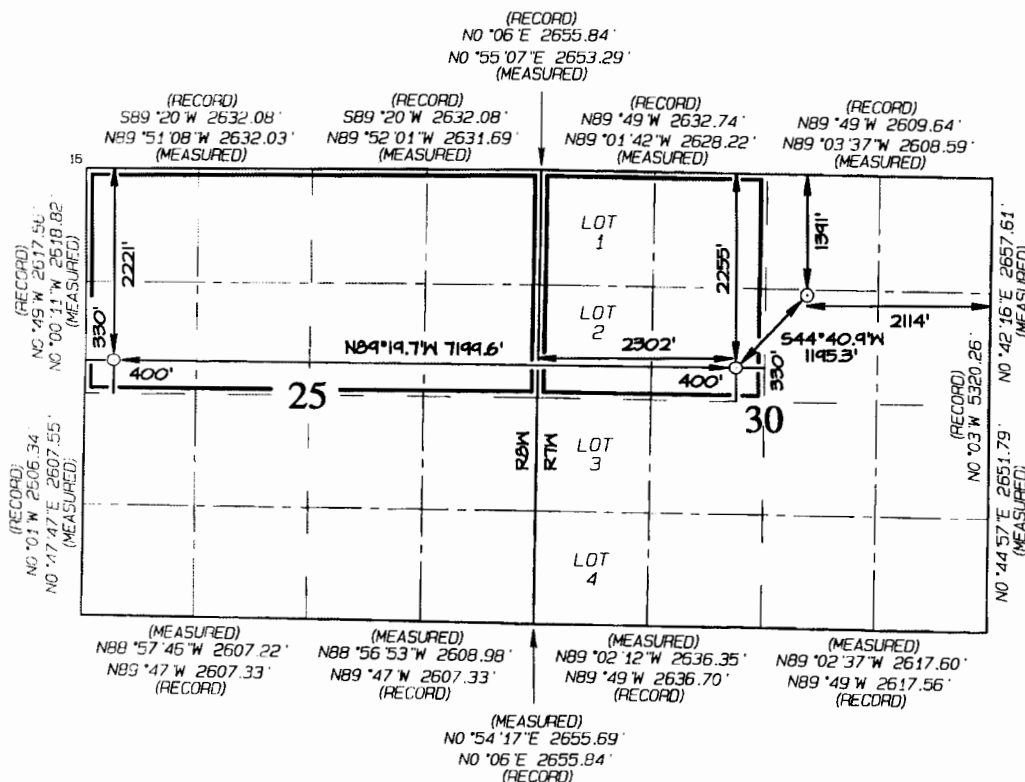 (RECORD)
N0°06'E 2655.84'
N0°55'07"E 2653.29'
(MEASURED)
(RECORD)
S89°20'W 2632.08'
N89°51'08"W 2632.03'
(MEASURED)
(RECORD)
S89°20'W 2632.08'
N89°52'01"W 2631.69'
(MEASURED)
(RECORD)
N89°49'W 2632.74'
N89°01'42"W 2628.22'
(MEASURED)
(RECORD)
N89°49'W 2609.64'
N89°03'37"W 2608.59'
(MEASURED)
(RECORD)
N0°49'W 2617.56'
N0°00'11"W 2618.82'
(MEASURED)
2221'
330'
400'
N89°19.7'W 7199.6'
25
LOT
1
LOT
2
2255'
2302'
400'
330'
1391'
2114'
S44°40.9'W
1195.3'
30
N0°42'16"E 2657.61'
(MEASURED)
(RECORD)
N0°03'W 5320.26'
N0°44'57"E 2651.79'
(MEASURED)
(RECORD)
N0°01'W 2606.34'
N0°47'47"E 2607.55'
(MEASURED)
R8W
R7W
LOT
3
LOT
4
(MEASURED)
N88°57'45"W 2607.22'
N89°47'W 2607.33'
(RECORD)
(MEASURED)
N88°56'53"W 2608.98'
N89°47'W 2607.33'
(RECORD)
(MEASURED)
N89°02'12"W 2636.35'
N89°49'W 2636.70'
(RECORD)
(MEASURED)
N89°02'37"W 2617.60'
N89°49'W 2617.56'
(RECORD)
(MEASURED)
N0°54'17"E 2655.69'
N0°06'E 2655.84'
(RECORD)